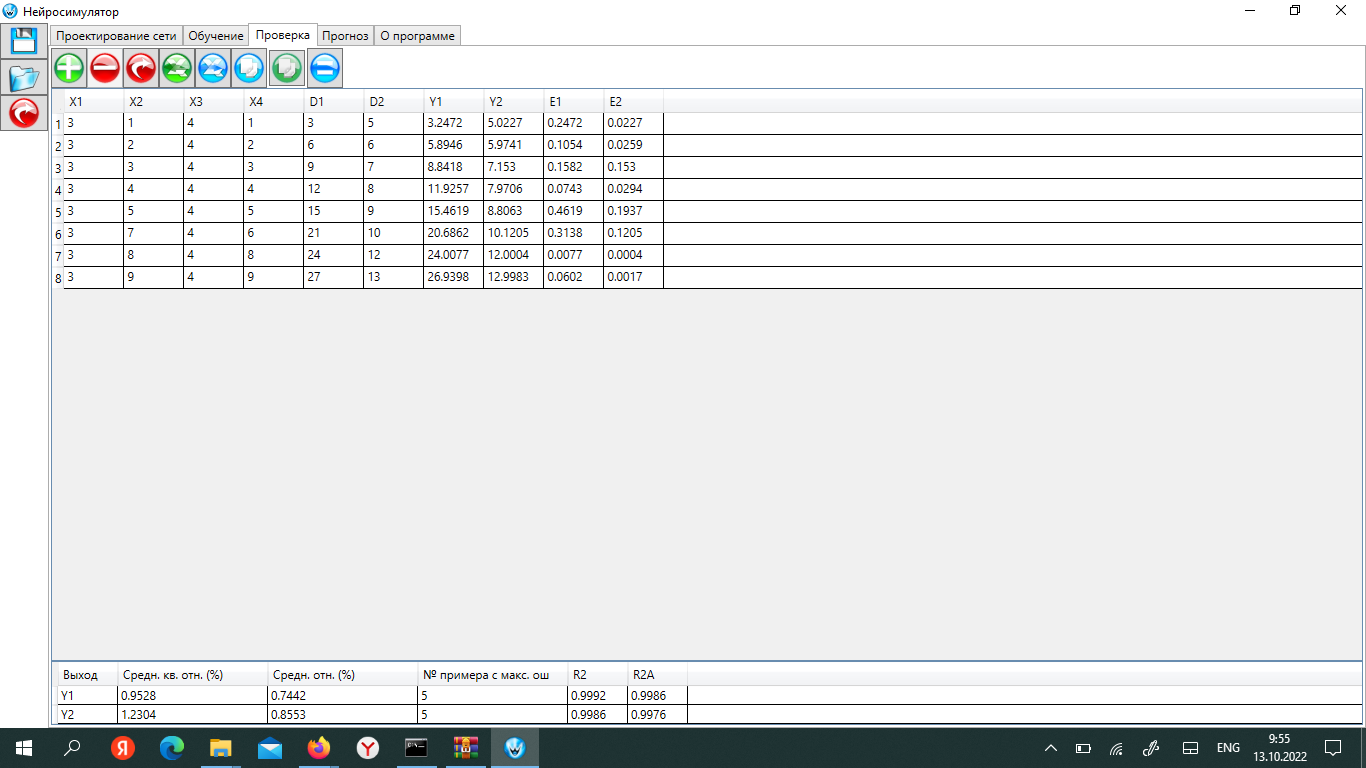 Нейросимулятор
Проектирование сети Обучение Проверка Прогноз О программе
X1 X2 X3 X4 D1 D2 Y1 Y2 E1 E2
1 3 1 4 1 3 5 3.2472 5.0227 0.2472 0.0227
2 3 2 4 2 6 6 5.8946 5.9741 0.1054 0.0259
3 3 3 4 3 9 7 8.8418 7.153 0.1582 0.153
4 3 4 4 4 12 8 11.9257 7.9706 0.0743 0.0294
5 3 5 4 5 15 9 15.4619 8.8063 0.4619 0.1937
6 3 7 4 6 21 10 20.6862 10.1205 0.3138 0.1205
7 3 8 4 8 24 12 24.0077 12.0004 0.0077 0.0004
8 3 9 4 9 27 13 26.9398 12.9983 0.0602 0.0017
Выход Средн. кв. отн. (%) Средн. отн. (%) № примера с макс. ош R2 R2A
Y1 0.9528 0.7442 5 0.9992 0.9986
Y2 1.2304 0.8553 5 0.9986 0.9976
Я Y C:\. ENG 9:55
13.10.2022